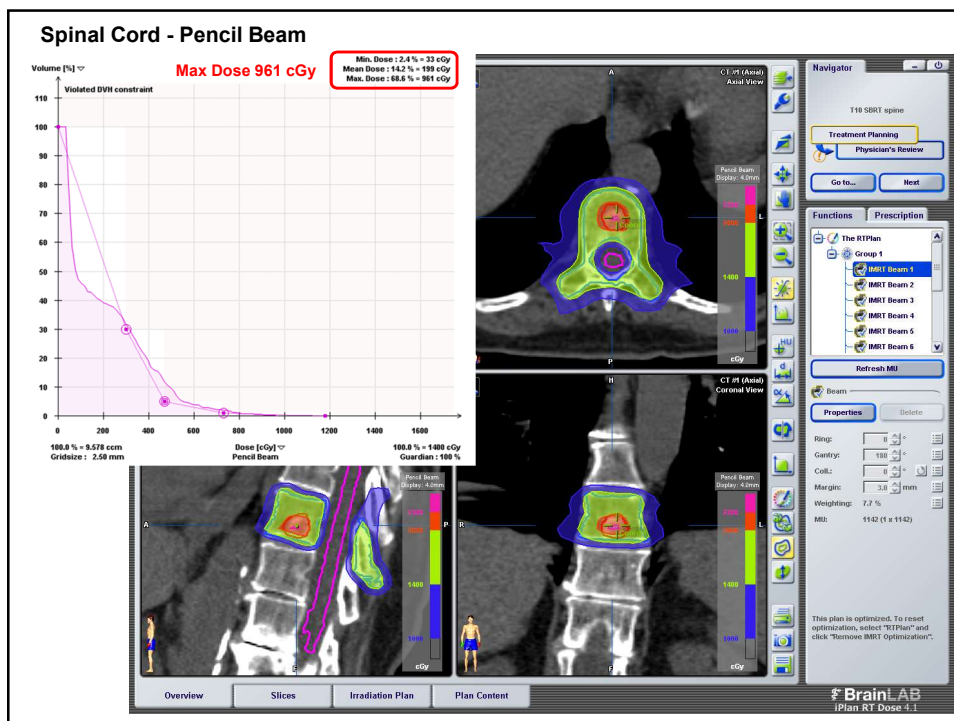 Spinal Cord - Pencil Beam
Min. Dose : 2.4 % = 33 cGy
Mean Dose : 14.2 % = 199 cGy
Max. Dose : 68.6 % = 961 cGy
Max Dose 961 cGy
Volume [%]
Violated DVH constraint
110
100
90
80
70
60
50
40
30
20
10
0
0 200 400 600 800 1000 1200 1400
100.0 % = 9.578 ccm
Gridsize : 2.50 mm
Dose [cGy]
Pencil Beam
100.0 % = 1400 cGy
Guardian : 100 %
A
CT #1 (Axial)
Axial View
Pencil Beam
Display: 4.0mm
1400
1000
cGy
L
P
H
CT #1 (Axial)
Coronal View
Pencil Beam
Display: 4.0mm
1400
1000
cGy
R
L
F
A
P
Pencil Beam
Display: 4.0mm
1400
1000
cGy
F
HU
d
Navigator
T10 SBRT spine
Treatment Planning
Physician's Review
Go to...
Next
Functions
Prescription
The RTPlan
Group 1
IMRT Beam 1
IMRT Beam 2
IMRT Beam 3
IMRT Beam 4
IMRT Beam 5
IMRT Beam 6
Refresh MU
Beam
Properties
Delete
Ring: 0 °
Gantry: 180 °
Coll.: 0 °
Margin: 3.0 mm
Weighting: 7.7 %
MU: 1142 (1 x 1142)
This plan is optimized. To reset
optimization, select "RTPlan" and
click "Remove IMRT Optimization".
Overview
Slices
Irradiation Plan
Plan Content
BrainLAB
iPlan RT Dose 4.1